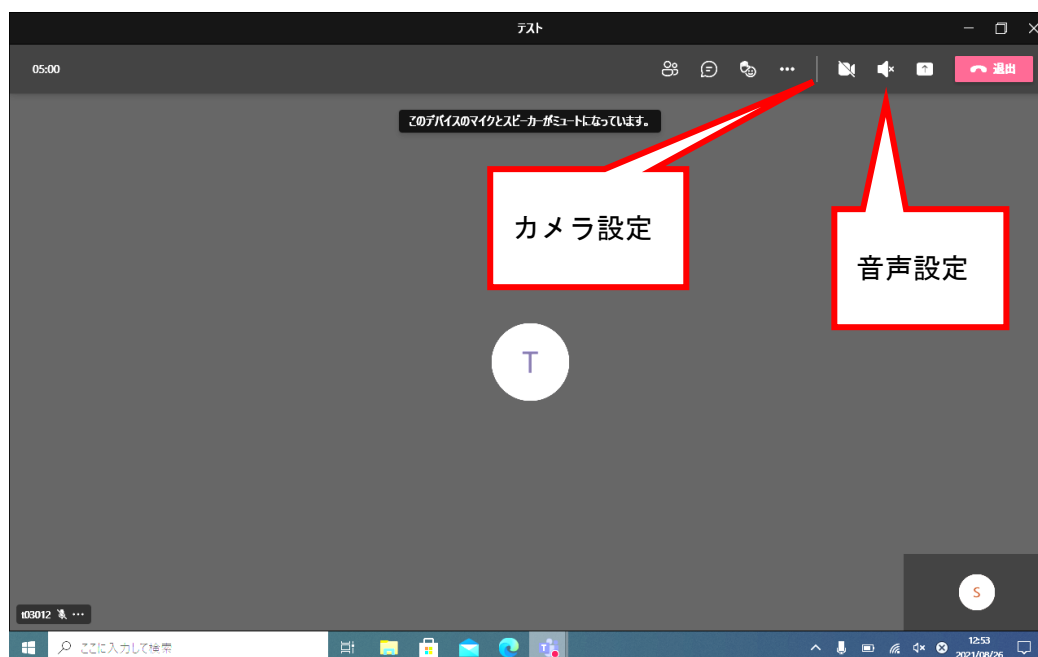 テスト
05:00
退出
このデバイスのマイクとスピーカーがミュートになっています。
カメラ設定
音声設定
T
S
t03012
ここに入力して検索
12:53
2021/08/26